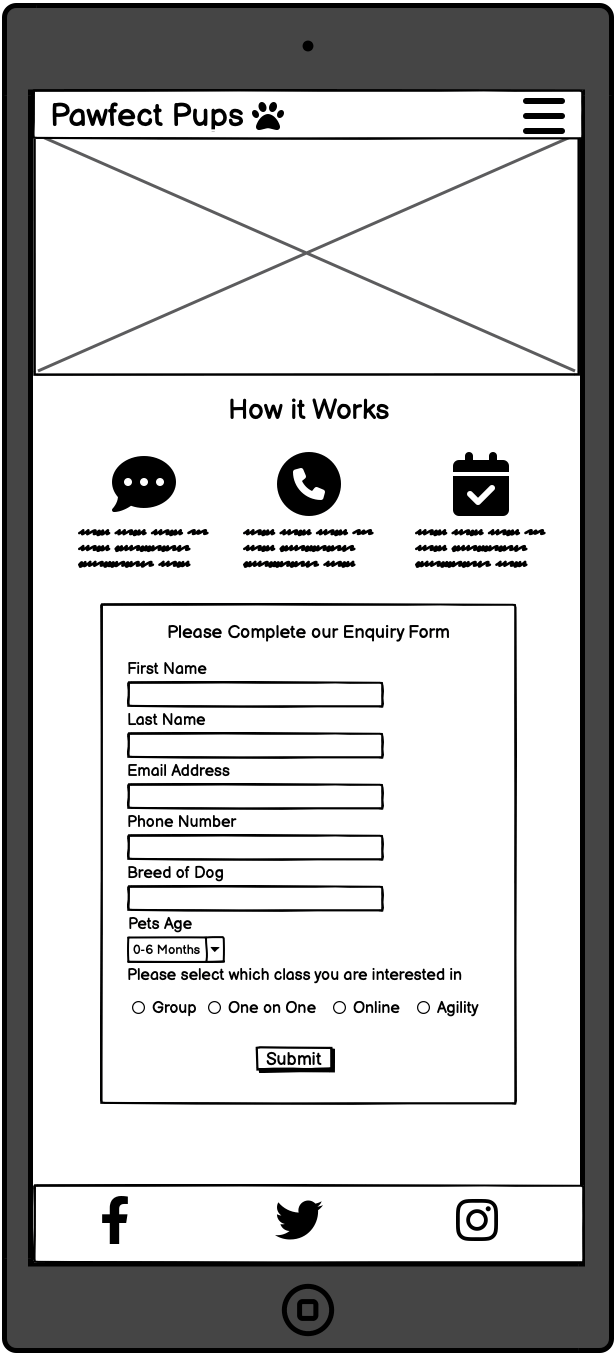 Pawfect Pups
How it Works
Please Complete our Enquiry Form
First Name
Last Name
Email Address
Phone Number
Breed of Dog
Pets Age
0-6 Months
Please select which class you are interested in
Group One on One Online Agility
Submit